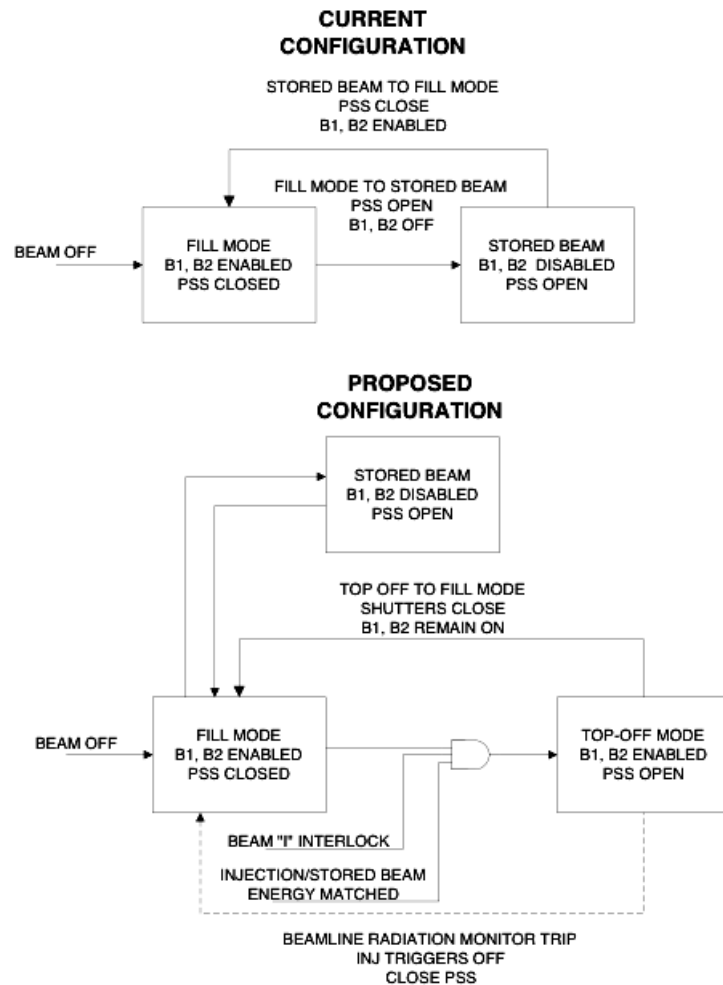 CURRENT
CONFIGURATION
STORED BEAM TO FILL MODE
PSS CLOSE
B1, B2 ENABLED
FILL MODE TO STORED BEAM
PSS OPEN
B1, B2 OFF
BEAM OFF
FILL MODE
B1, B2 ENABLED
PSS CLOSED
STORED BEAM
B1, B2 DISABLED
PSS OPEN
PROPOSED
CONFIGURATION
STORED BEAM
B1, B2 DISABLED
PSS OPEN
TOP OFF TO FILL MODE
SHUTTERS CLOSE
B1, B2 REMAIN ON
BEAM OFF
FILL MODE
B1, B2 ENABLED
PSS CLOSED
TOP-OFF MODE
B1, B2 ENABLED
PSS OPEN
BEAM "I" INTERLOCK
INJECTION/STORED BEAM
ENERGY MATCHED
BEAMLINE RADIATION MONITOR TRIP
INJ TRIGGERS OFF
CLOSE PSS